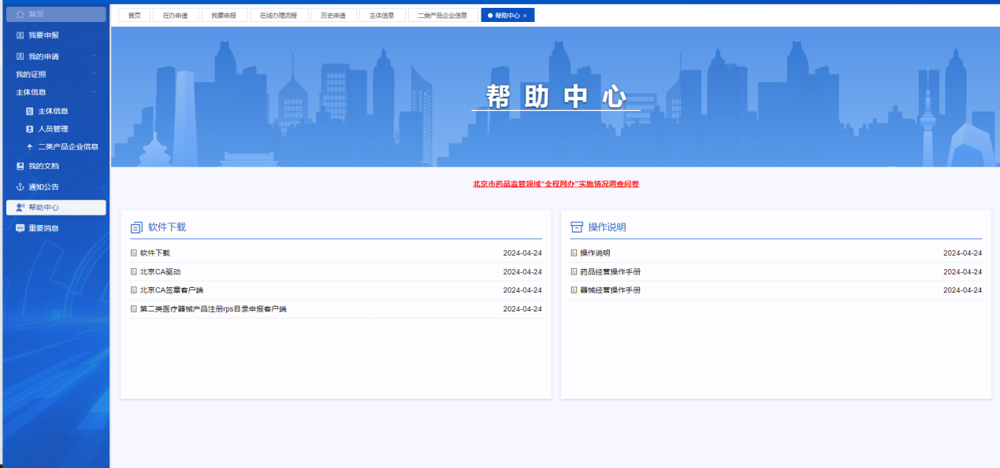 首页
我要申报
我的申请
我的证照
主体信息
主体信息
人员管理
二类产品企业信息
我的文档
通知公告
帮助中心
重要消息
首页 在办申请 我要申报 在线办理流程 历史申请 主体信息 二类产品企业信息 帮助中心 ×
帮助中心
北京市药品监管领域“全程网办”实施情况调查问卷
软件下载
软件下载 2024-04-24
北京CA驱动 2024-04-24
北京CA签章客户端 2024-04-24
第二类医疗器械产品注册rps目录申报客户端 2024-04-24
操作说明
操作说明 2024-04-24
药品经营操作手册 2024-04-24
器械经营操作手册 2024-04-24